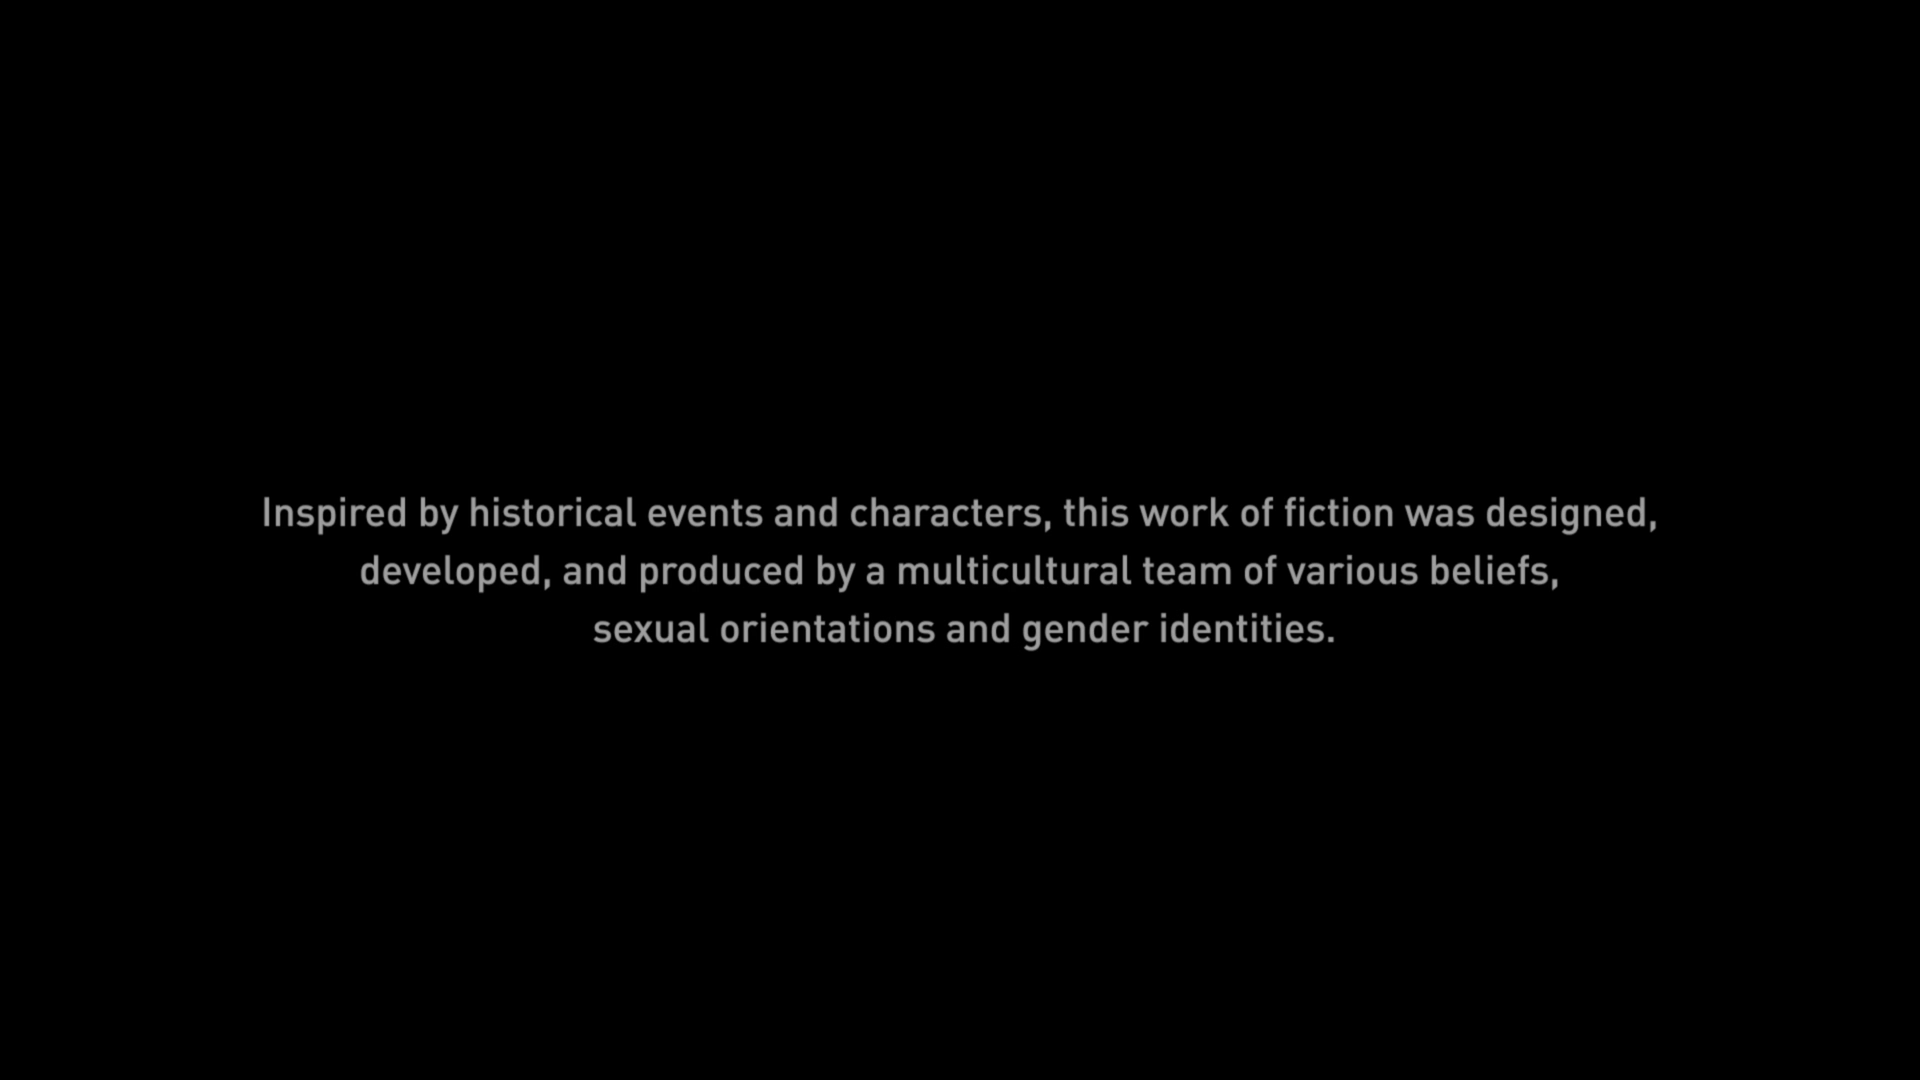 Inspired by historical events and characters, this work of fiction was designed,
developed, and produced by a multicultural team of various beliefs,
sexual orientations and gender identities.